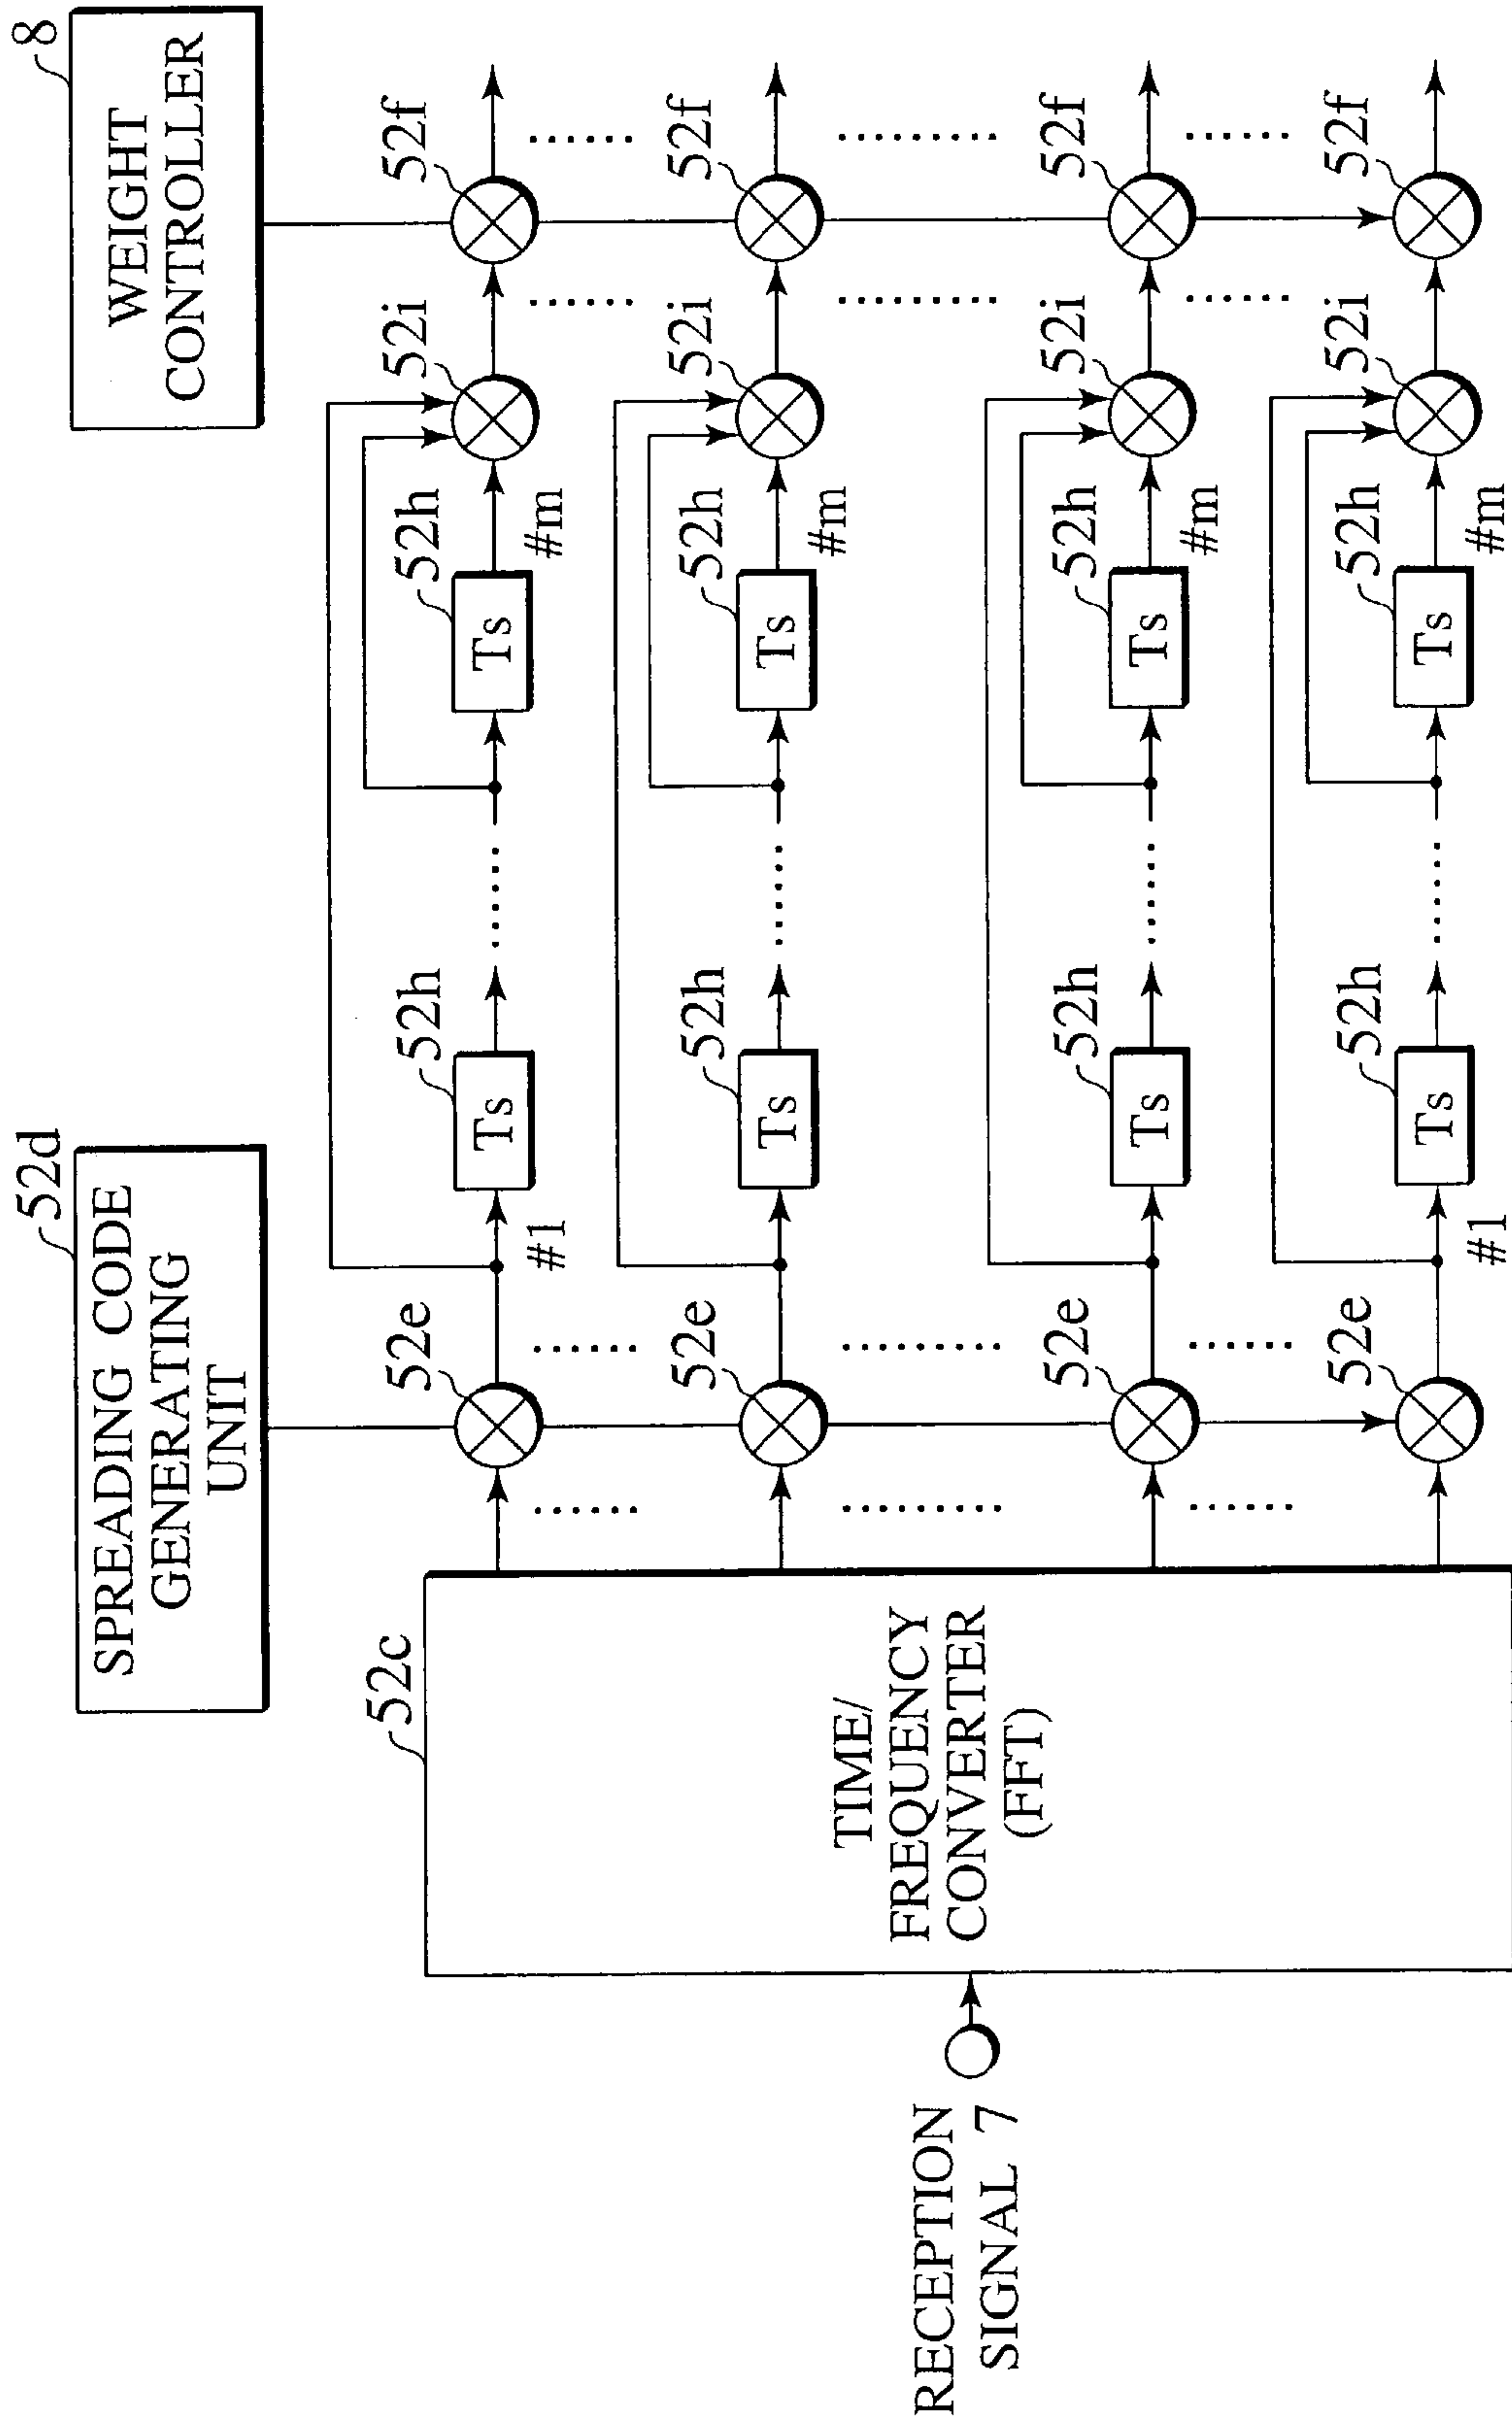 52d
SPREADING CODE
GENERATING
UNIT
8
WEIGHT
CONTROLLER
52c
TIME/
FREQUENCY
CONVERTER
(FFT)
RECEPTION
SIGNAL 7
52e
#1
52h
Ts
52h
Ts
#m
52i
52f
52e
52h
Ts
52h
Ts
#m
52i
52f
52e
52h
Ts
52h
Ts
#m
52i
52f
52e
#1
52h
Ts
52h
Ts
#m
52i
52f